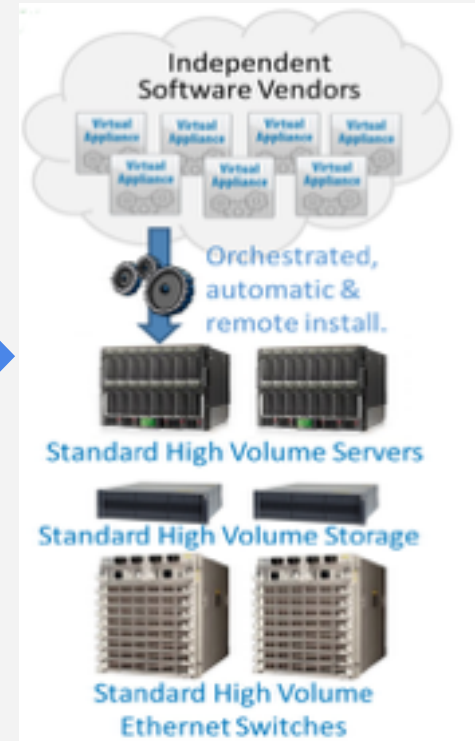 Independent
Software Vendors
Virtual
Appliance
Virtual
Appliance
Virtual
Appliance
Virtual
Appliance
Virtual
Appliance
Virtual
Appliance
Virtual
Appliance
Orchestrated,
automatic &
remote install.
Standard High Volume Servers
Standard High Volume Storage
Standard High Volume
Ethernet Switches